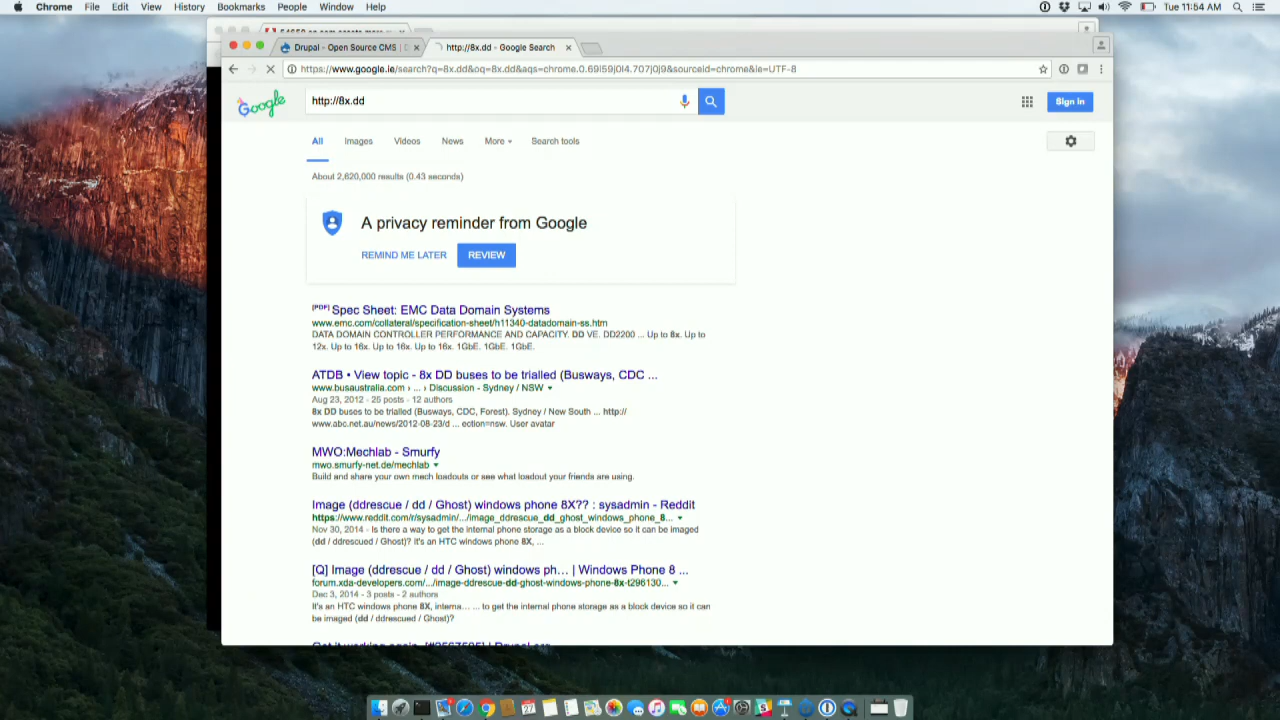 Chrome File Edit View History Bookmarks People Window Help Tue 11:54 AM
Drupal - Open Source CMS | D
http://8x.dd - Google Search
https://www.google.ie/search?q=8x.dd&oq=8x.dd&aqs=chrome.0.69i59j0l4.707j0j9&sourceid=chrome&ie=UTF-8
Google
http://8x.dd
Sign in
All Images Videos News More Search tools
About 2,620,000 results (0.43 seconds)
A privacy reminder from Google
REMIND ME LATER REVIEW
[PDF] Spec Sheet: EMC Data Domain Systems
www.emc.com/collateral/specification-sheet/h11340-datadomain-ss.htm
DATA DOMAIN CONTROLLER PERFORMANCE AND CAPACITY. DD VE. DD2200 ... Up to 8x. Up to
12x. Up to 16x. Up to 16x. Up to 16x. 1GbE. 1GbE. 1GbE.
ATDB • View topic - 8x DD buses to be trialled (Busways, CDC ...
www.busaustralia.com › ... › Discussion - Sydney / NSW
Aug 23, 2012 - 25 posts - 12 authors
8x DD buses to be trialled (Busways, CDC, Forest). Sydney / New South ... http://
www.abc.net.au/news/2012-08-23/d ... ection=nsw. User avatar
MWO:Mechlab - Smurfy
mwo.smurfy-net.de/mechlab
Build and share your own mech loadouts or see what loadout your friends are using.
Image (ddrescue / dd / Ghost) windows phone 8X?? : sysadmin - Reddit
https://www.reddit.com/r/sysadmin/.../image_ddrescue_dd_ghost_windows_phone_8...
Nov 30, 2014 - Is there a way to get the internal phone storage as a block device so it can be imaged
(dd / ddrescued / Ghost)? It's an HTC windows phone 8X, ...
[Q] Image (ddrescue / dd / Ghost) windows ph… | Windows Phone 8 ...
forum.xda-developers.com/.../image-ddrescue-dd-ghost-windows-phone-8x-t296130...
Dec 3, 2014 - 3 posts - 2 authors
It's an HTC windows phone 8X, interna... ... to get the internal phone storage as a block device so it can
be imaged (dd / ddrescued / Ghost)?